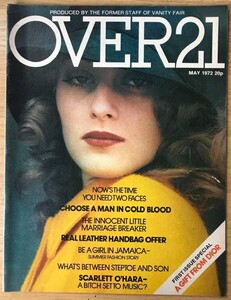 PRODUCED BY THE FORMER STAFF OF VANITY FAIR
OVER21
MAY 1972 20p
NOW'S THE TIME
YOU NEED TWO FACES
CHOOSE A MAN IN COLD BLOOD
THE INNOCENT LITTLE
MARRIAGE BREAKER
REAL LEATHER HANDBAG OFFER
BE A GIRL IN JAMAICA~
SUMMER FASHION STORY
WHAT'S BETWEEN STEPTOE AND SON
SCARLETT O'HARA~
A BITCH SET TO MUSIC?
FIRST ISSUE SPECIAL
A GIFT FROM DIOR